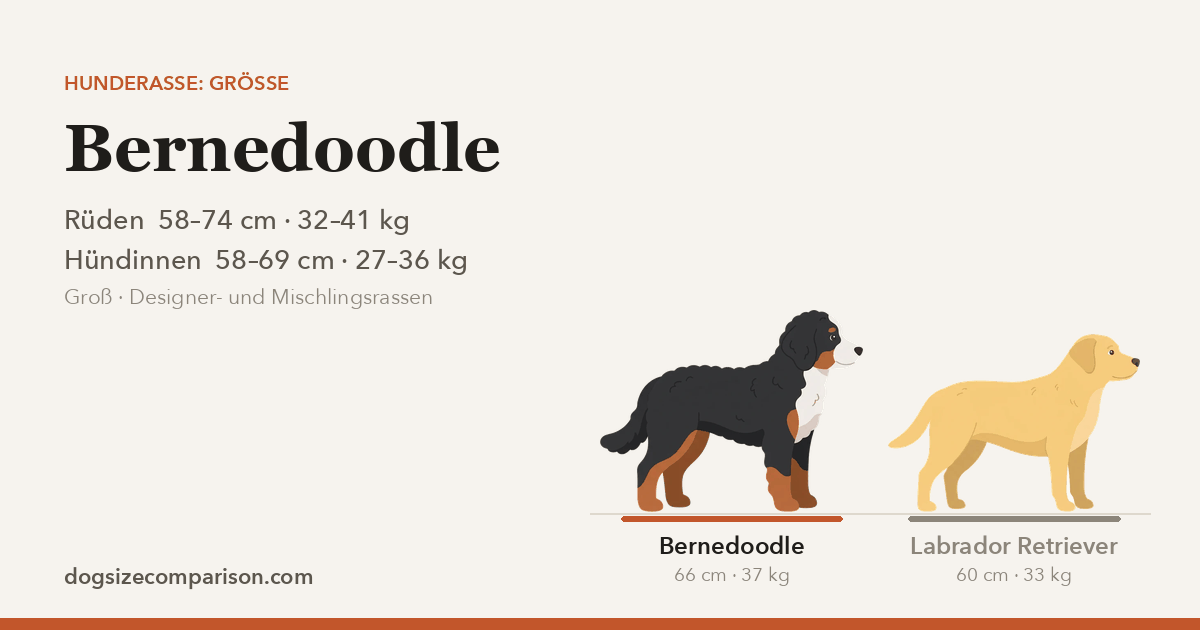 HUNDERASSE: GRÖSSE
Bernedoodle
Rüden 58–74 cm · 32–41 kg
Hündinnen 58–69 cm · 27–36 kg
Groß · Designer- und Mischlingsrassen
Bernedoodle
66 cm · 37 kg
Labrador Retriever
60 cm · 33 kg
dogsizecomparison.com